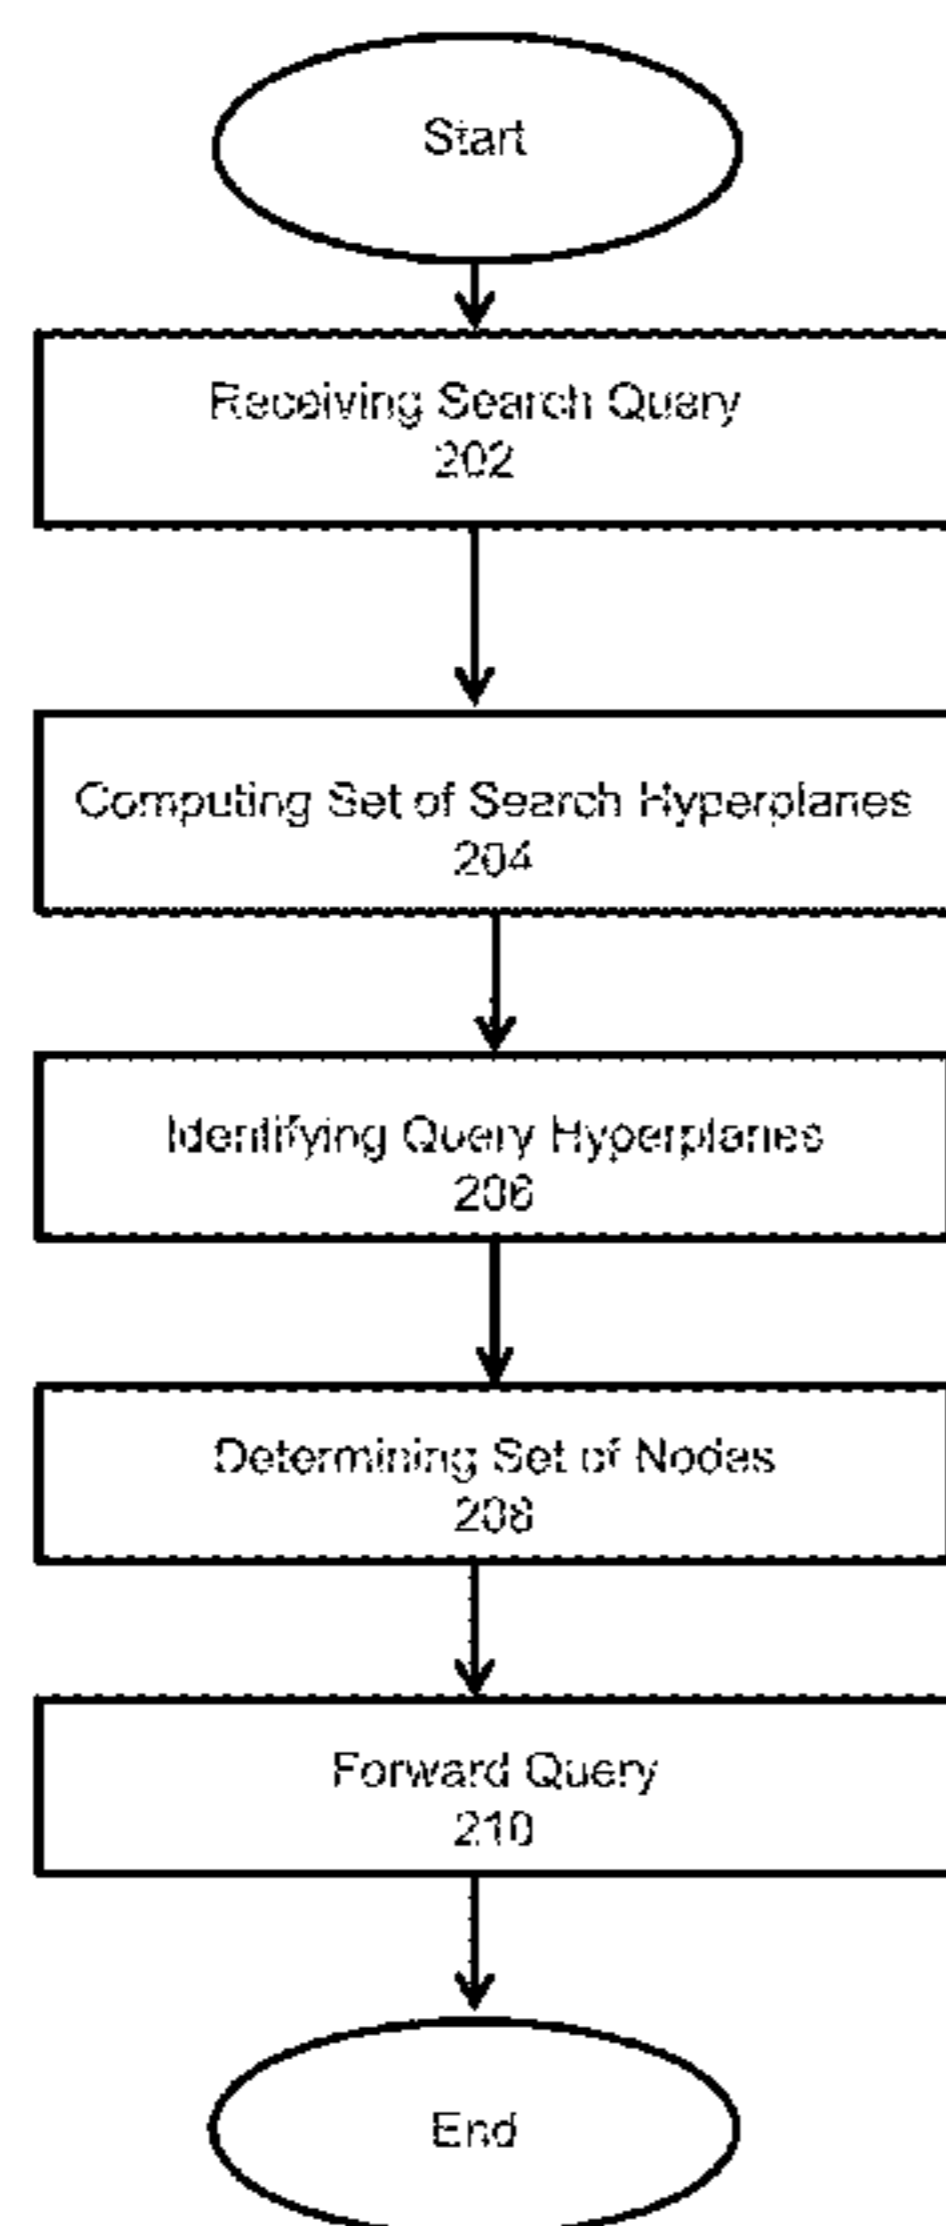 Start
Receiving Search Query
202
Computing Set of Search Hyperplanes
204
Identifying Query Hyperplanes
206
Determining Set of Nodes
208
Forward Query
210
End